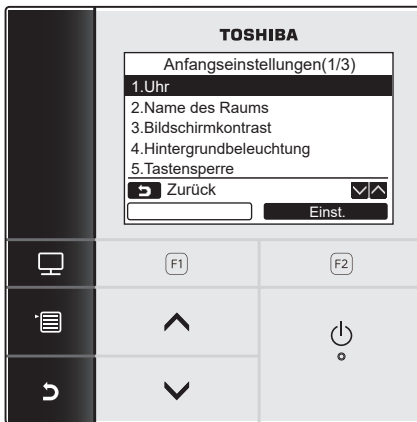 TOSHIBA
Anfangseinstellungen(1/3)
1.Uhr
2.Name des Raums
3.Bildschirmkontrast
4.Hintergrundbeleuchtung
5.Tastensperre
Zurück
Einst.
F1
F2